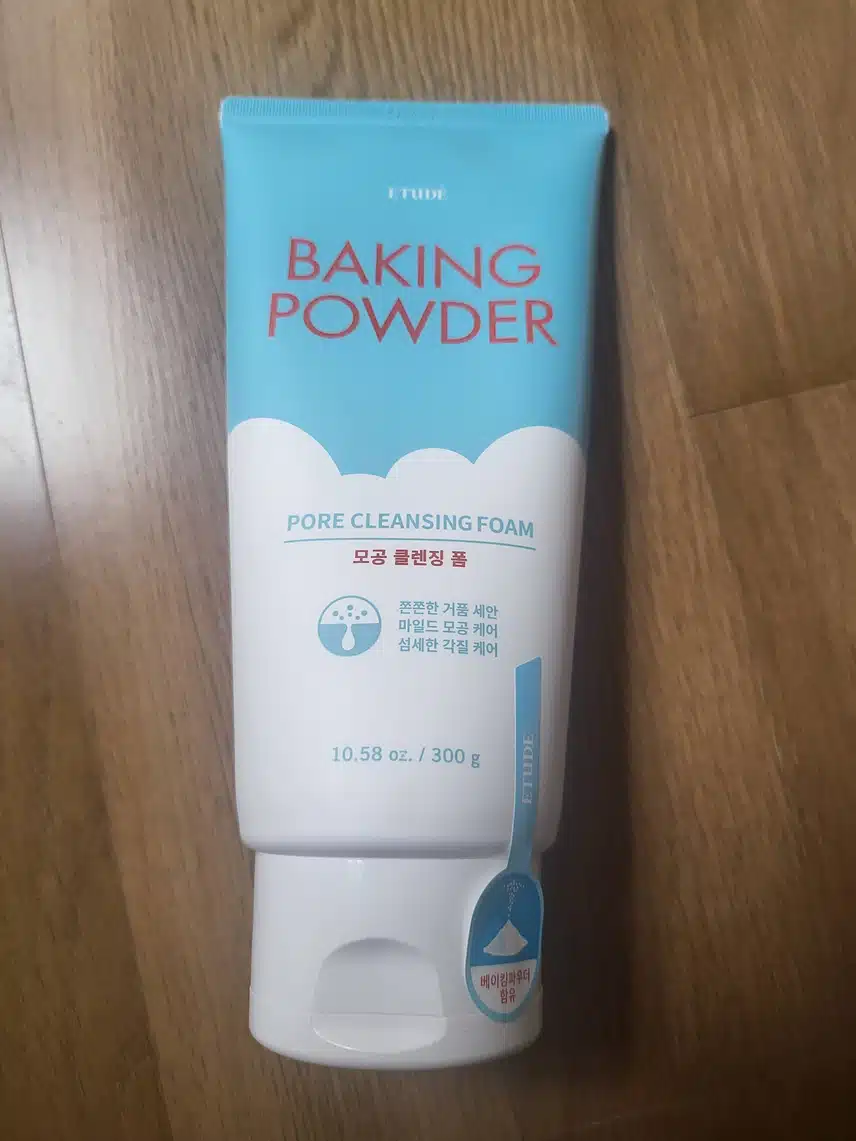 ETUDE
BAKING
POWDER
PORE CLEANSING FOAM
모공 클렌징 폼
쫀쫀한 거품 세안
마일드 모공 케어
섬세한 각질 케어
10.58 oz. / 300 g
ETUDE
베이킹파우더
함유